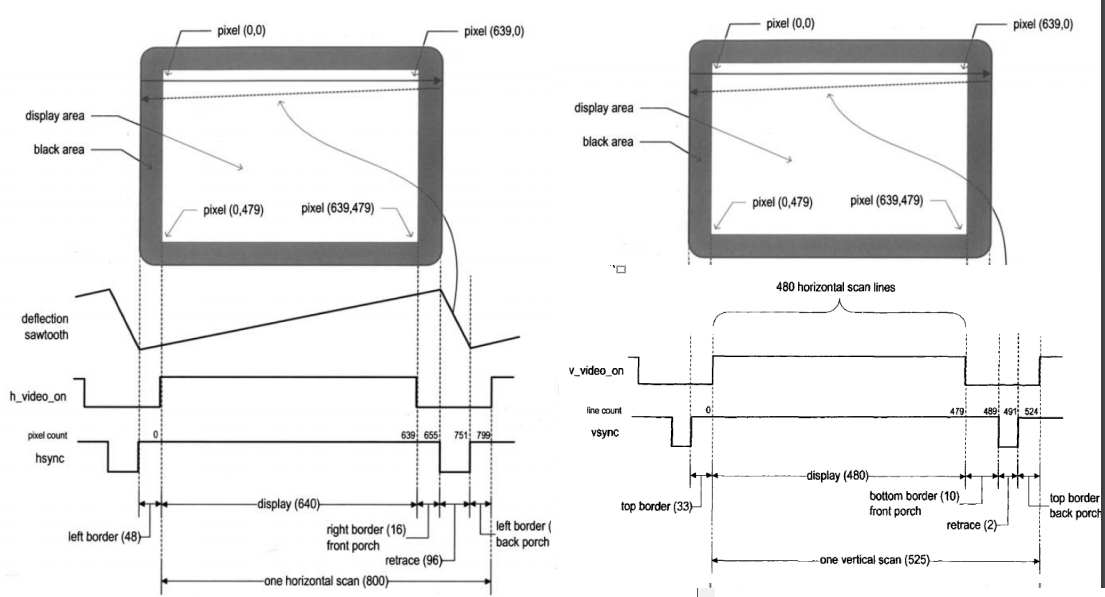 pixel (0,0)
pixel (639,0)
display area
black area
pixel (0,479)
pixel (639,479)
deflection
sawtooth
h_video_on
pixel count
0
639
655
751
799
hsync
display (640)
left border (48)
right border (16)
front porch
left border (
back porch
retrace (96)
one horizontal scan (800)
pixel (0,0)
pixel (639,0)
display area
black area
pixel (0,479)
pixel (639,479)
480 horizontal scan lines
v_video_on
line count
0
479
489
491
524
vsync
display (480)
top border (33)
bottom border (10)
front porch
top border
back porch
retrace (2)
one vertical scan (525)